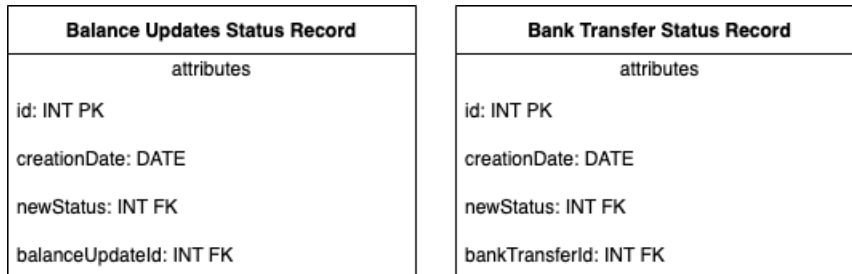 Balance Updates Status Record
attributes
id: INT PK
creationDate: DATE
newStatus: INT FK
balanceUpdateId: INT FK
Bank Transfer Status Record
attributes
id: INT PK
creationDate: DATE
newStatus: INT FK
bankTransferId: INT FK